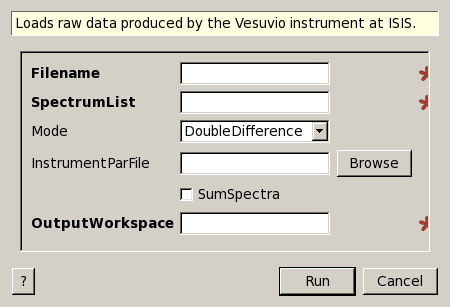 Loads raw data produced by the Vesuvio instrument at ISIS.
Filename
SpectrumList
Mode DoubleDifference
InstrumentParFile Browse
SumSpectra
OutputWorkspace
? Run Cancel